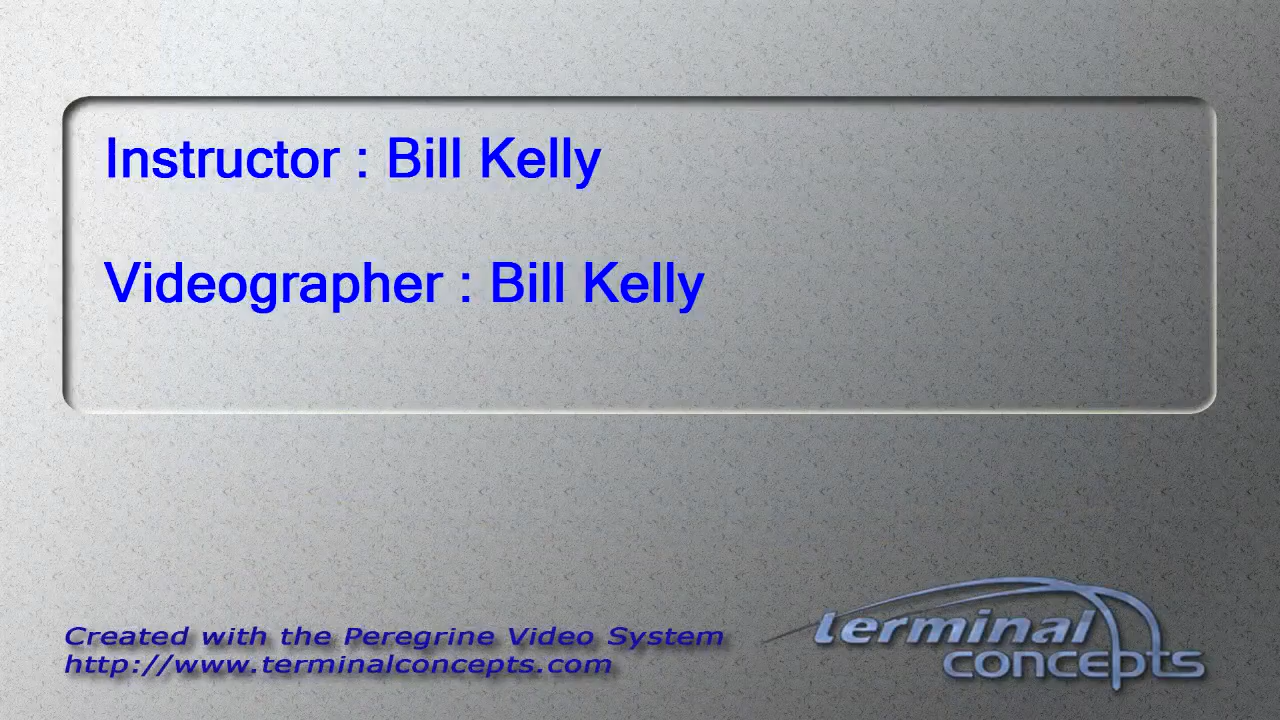 Instructor : Bill Kelly
Videographer : Bill Kelly
Created with the Peregrine Video System
http://www.terminalconcepts.com
terminal
concepts